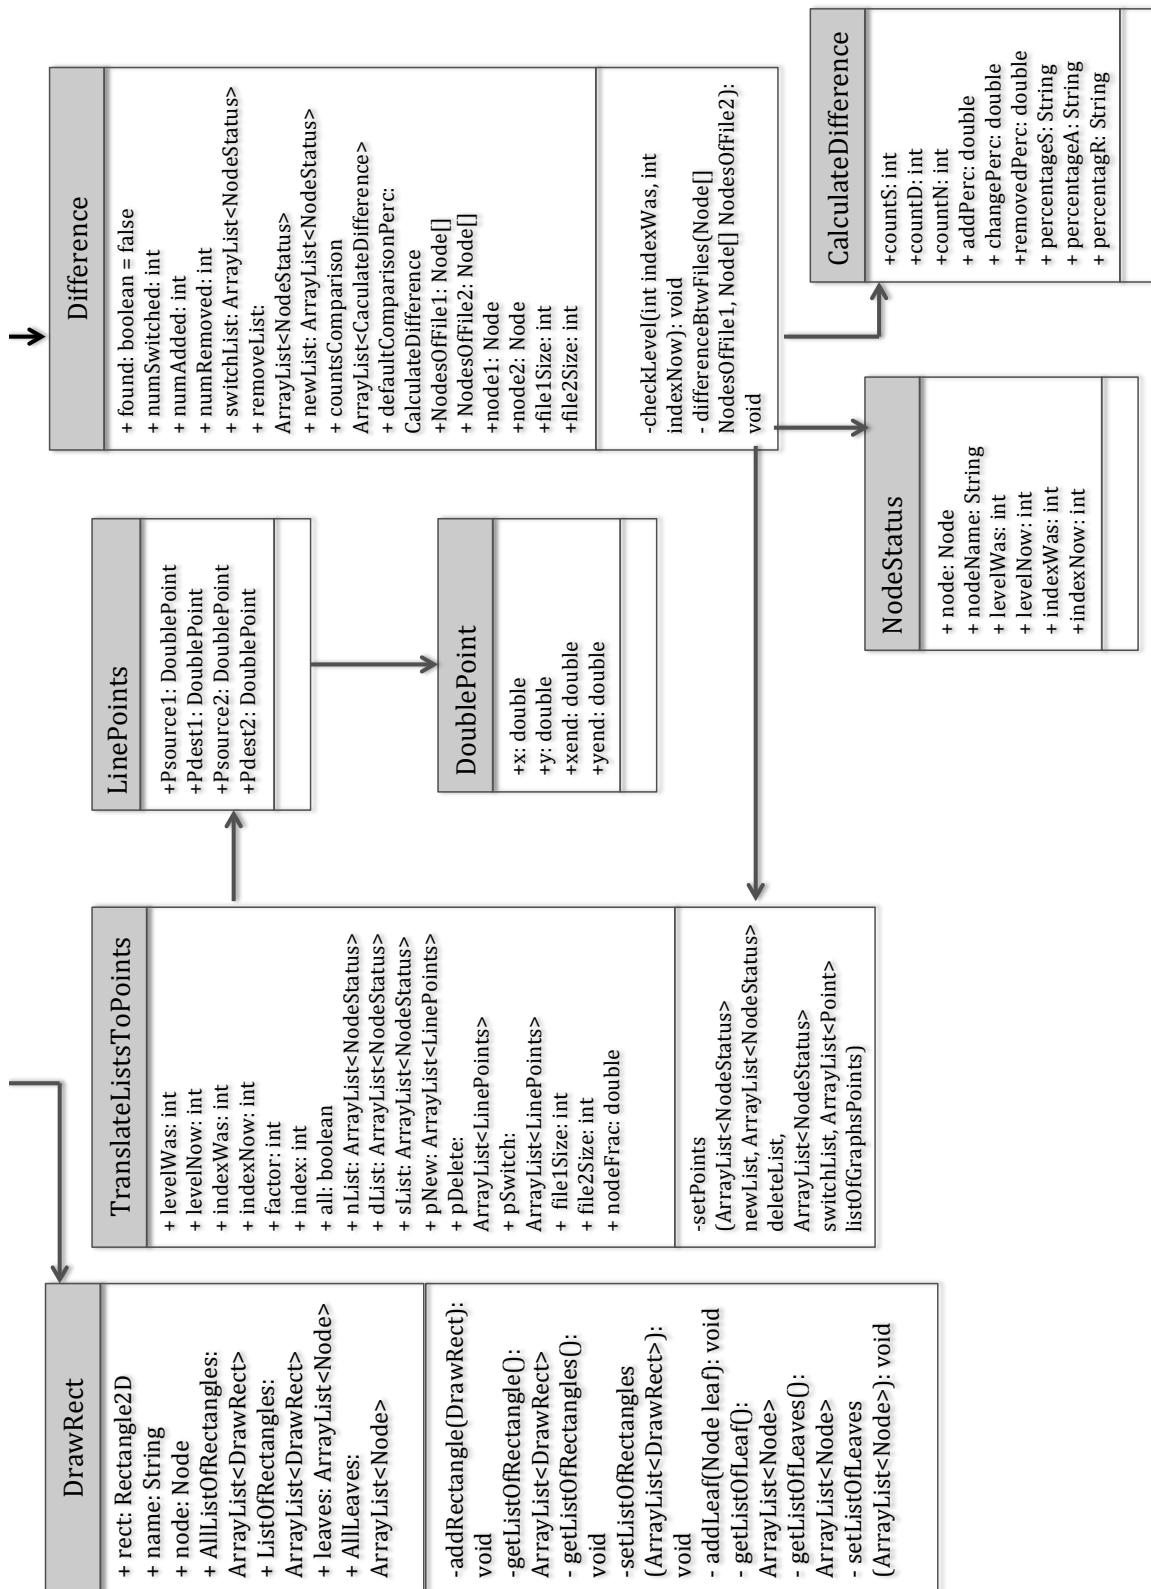 DrawRect
+ rect: Rectangle2D
+ name: String
+ node: Node
+ AllListOfRectangles:
ArrayList<DrawRect>
+ ListOfRectangles:
ArrayList<DrawRect>
+ leaves: ArrayList<Node>
+ AllLeaves:
ArrayList<Node>
-addRectangle(DrawRect):
void
-getListOfRectangle():
ArrayList<DrawRect>
- getListOfRectangles():
void
-setListOfRectangles
(ArrayList<DrawRect>):
void
- addLeaf(Node leaf): void
- getListOfLeaf():
ArrayList<Node>
- getListOfLeaves():
ArrayList<Node>
- setListOfLeaves
(ArrayList<Node>): void
TranslateListsToPoints
+ levelWas: int
+ levelNow: int
+ indexWas: int
+ indexNow: int
+ factor: int
+ index: int
+ all: boolean
+ nList: ArrayList<NodeStatus>
+ dList: ArrayList<NodeStatus>
+ sList: ArrayList<NodeStatus>
+ pNew: ArrayList<LinePoints>
+ pDelete:
ArrayList<LinePoints>
+ pSwitch:
ArrayList<LinePoints>
+ file1Size: int
+ file2Size: int
+ nodeFrac: double
-setPoints
(ArrayList<NodeStatus>
newList, ArrayList<NodeStatus>
deleteList,
ArrayList<NodeStatus>
switchList, ArrayList<Point>
listOfGraphsPoints)
LinePoints
+Psource1: DoublePoint
+Pdest1: DoublePoint
+Psource2: DoublePoint
+Pdest2: DoublePoint
DoublePoint
+x: double
+y: double
+xend: double
+yend: double
Difference
+ found: boolean = false
+ numSwitched: int
+ numAdded: int
+ numRemoved: int
+ switchList: ArrayList<NodeStatus>
+ removeList:
ArrayList<NodeStatus>
+ newList: ArrayList<NodeStatus>
+ countsComparison
ArrayList<CaculateDifference>
+ defaultComparisonPerc:
CalculateDifference
+NodesOfFile1: Node[]
+ NodesOfFile2: Node[]
+node1: Node
+node2: Node
+file1Size: int
+file2Size: int
-checkLevel(int indexWas, int
indexNow): void
- differenceBtwFiles(Node[]
NodesOfFile1, Node[] NodesOfFile2):
void
NodeStatus
+ node: Node
+ nodeName: String
+ levelWas: int
+ levelNow: int
+ indexWas: int
+indexNow: int
CalculateDifference
+countS: int
+countD: int
+countN: int
+ addPerc: double
+ changePerc: double
+removedPerc: double
+ percentageS: String
+ percentageA: String
+ percentagR: String